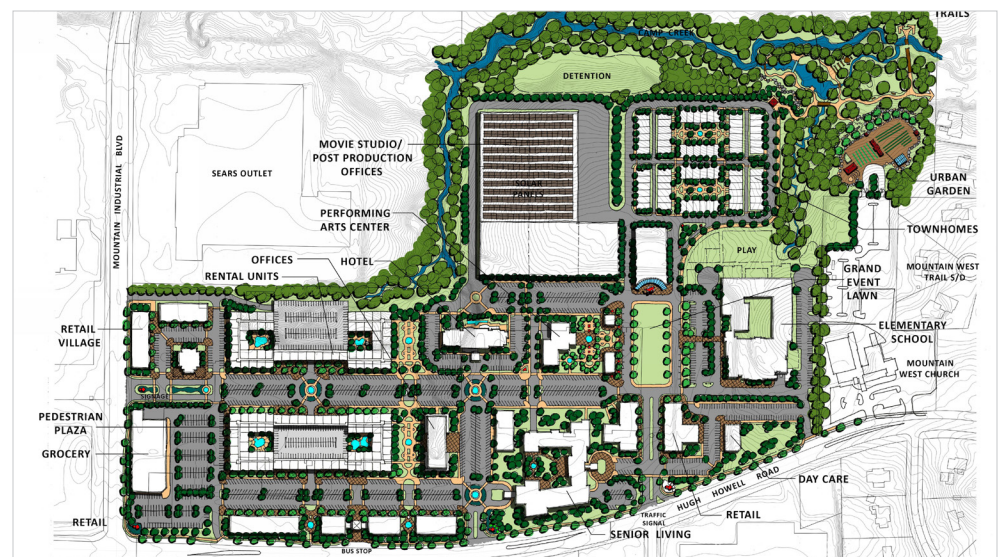 TRAILS
CAMP CREEK
DETENTION
MOVIE STUDIO/
POST PRODUCTION
OFFICES
SOLAR
PANELS
SEARS OUTLET
MOUNTAIN INDUSTRIAL BLVD
PERFORMING
ARTS CENTER
URBAN
GARDEN
TOWNHOMES
PLAY
OFFICES
HOTEL
RENTAL UNITS
GRAND
EVENT
LAWN
MOUNTAIN WEST
TRAIL S/D
RETAIL
VILLAGE
ELEMENTARY
SCHOOL
MOUNTAIN
WEST CHURCH
SIGNAGE
PEDESTRIAN
PLAZA
GROCERY
HUGH HOWELL ROAD
DAY CARE
RETAIL
TRAFFIC
SIGNAL
RETAIL
SENIOR LIVING
BUS STOP